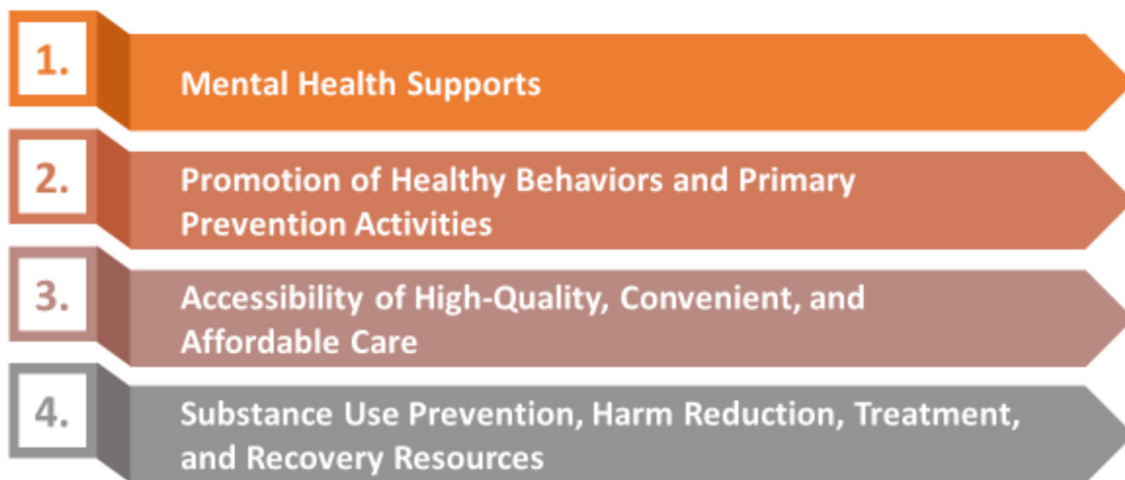 1.
Mental Health Supports
2.
Promotion of Healthy Behaviors and Primary
Prevention Activities
3.
Accessibility of High-Quality, Convenient, and
Affordable Care
4.
Substance Use Prevention, Harm Reduction, Treatment,
and Recovery Resources